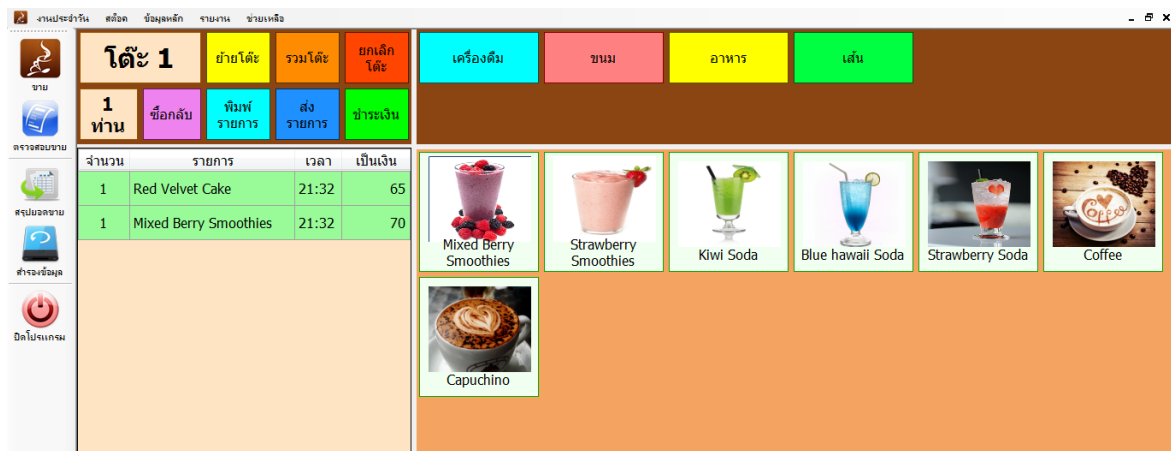 งานประจำวัน สต็อค ข้อมูลหลัก รายงาน ช่วยเหลือ
ขาย
ตรวจสอบขาย
สรุปยอดขาย
สำรองข้อมูล
ปิดโปรแกรม
โต๊ะ 1
ย้ายโต๊ะ
รวมโต๊ะ
ยกเลิก
โต๊ะ
1
ท่าน
ซื้อกลับ
พิมพ์
รายการ
ส่ง
รายการ
ชำระเงิน
จำนวน รายการ เวลา เป็นเงิน
1 Red Velvet Cake 21:32 65
1 Mixed Berry Smoothies 21:32 70
เครื่องดื่ม ขนม อาหาร เส้น
Mixed Berry
Smoothies
Strawberry
Smoothies
Kiwi Soda
Blue hawaii Soda
Strawberry Soda
Coffee
Coffee
Capuchino